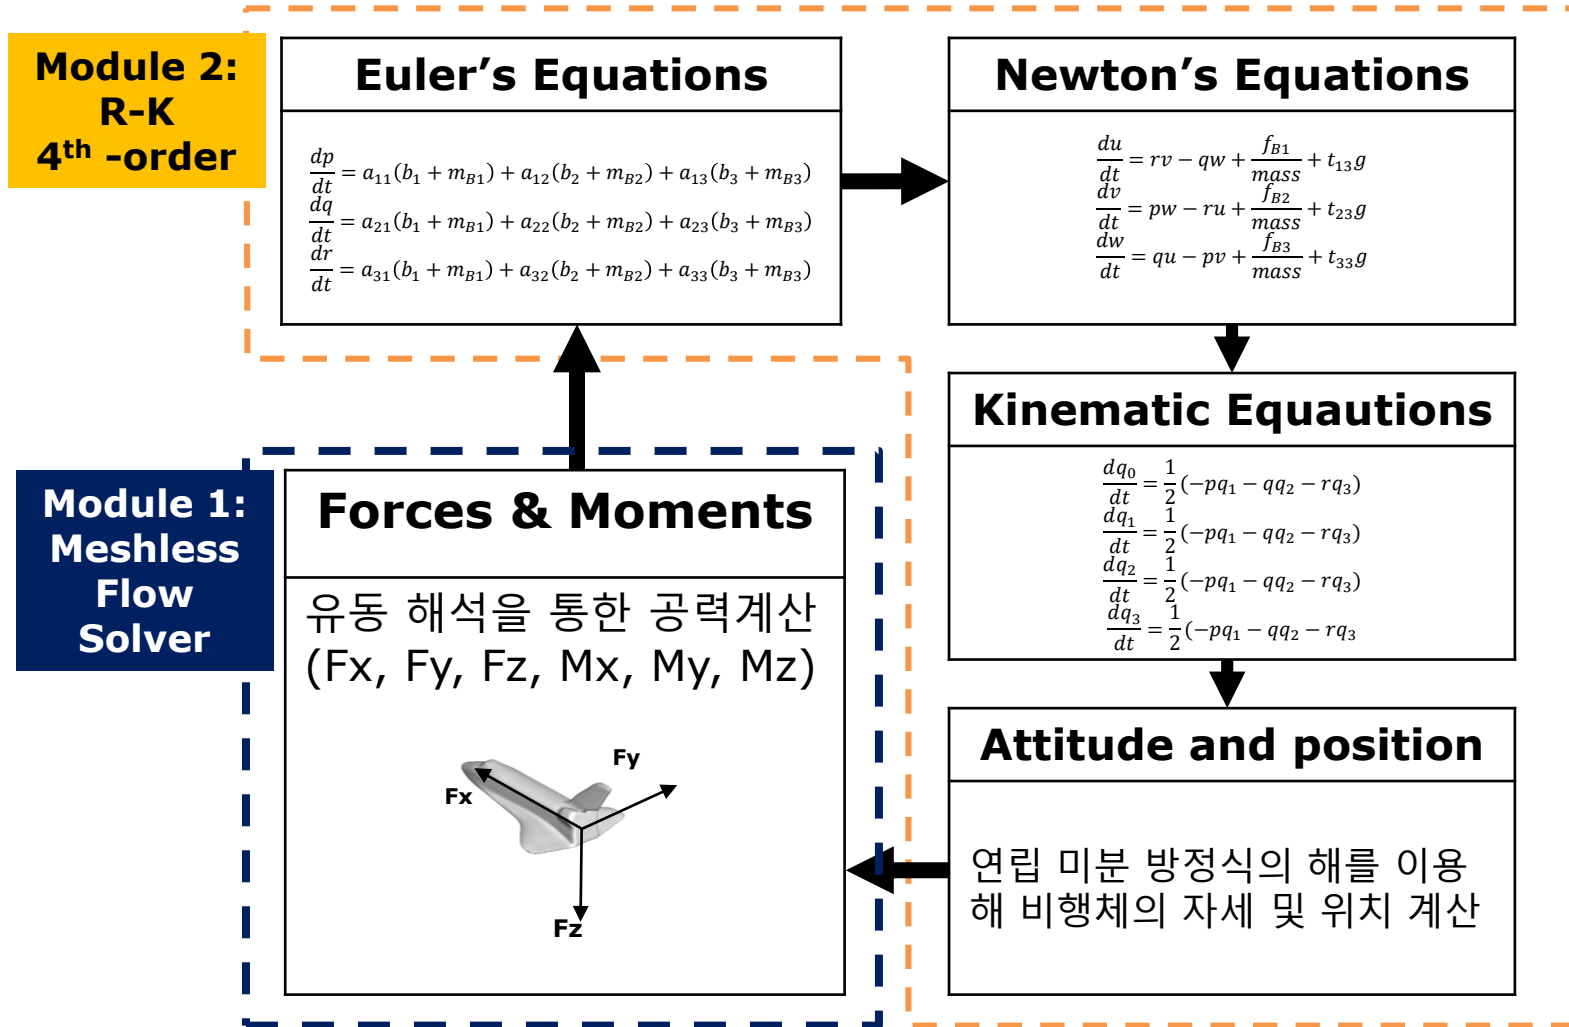 Module 2:
R-K
4th -order
Euler's Equations
dp/dt = a11(b1 + mB1) + a12(b2 + mB2) + a13(b3 + mB3)
dq/dt = a21(b1 + mB1) + a22(b2 + mB2) + a23(b3 + mB3)
dr/dt = a31(b1 + mB1) + a32(b2 + mB2) + a33(b3 + mB3)
Newton's Equations
du/dt = rv − qw + fB1/mass + t13g
dv/dt = pw − ru + fB2/mass + t23g
dw/dt = qu − pv + fB3/mass + t33g
Kinematic Equautions
dq0/dt = 1/2 (−pq1 − qq2 − rq3)
dq1/dt = 1/2 (−pq1 − qq2 − rq3)
dq2/dt = 1/2 (−pq1 − qq2 − rq3)
dq3/dt = 1/2 (−pq1 − qq2 − rq3
Module 1:
Meshless
Flow
Solver
Forces & Moments
유동 해석을 통한 공력계산
(Fx, Fy, Fz, Mx, My, Mz)
Fy
Fx
Fz
Attitude and position
연립 미분 방정식의 해를 이용
해 비행체의 자세 및 위치 계산